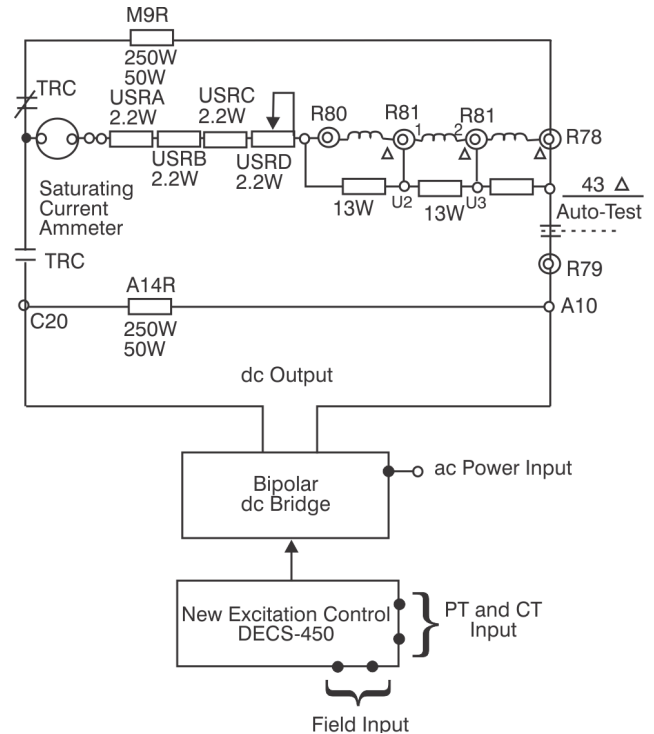 M9R
250W
50W
TRC
USRA
2.2W
USRC
2.2W
R80
R81
1
2
R81
R78
Δ
Δ
Δ
USRB
2.2W
USRD
2.2W
13W
U2
13W
U3
43 Δ
Auto-Test
Saturating
Current
Ammeter
TRC
R79
A14R
250W
50W
C20
A10
dc Output
Bipolar
dc Bridge
ac Power Input
New Excitation Control
DECS-450
PT and CT
Input
Field Input